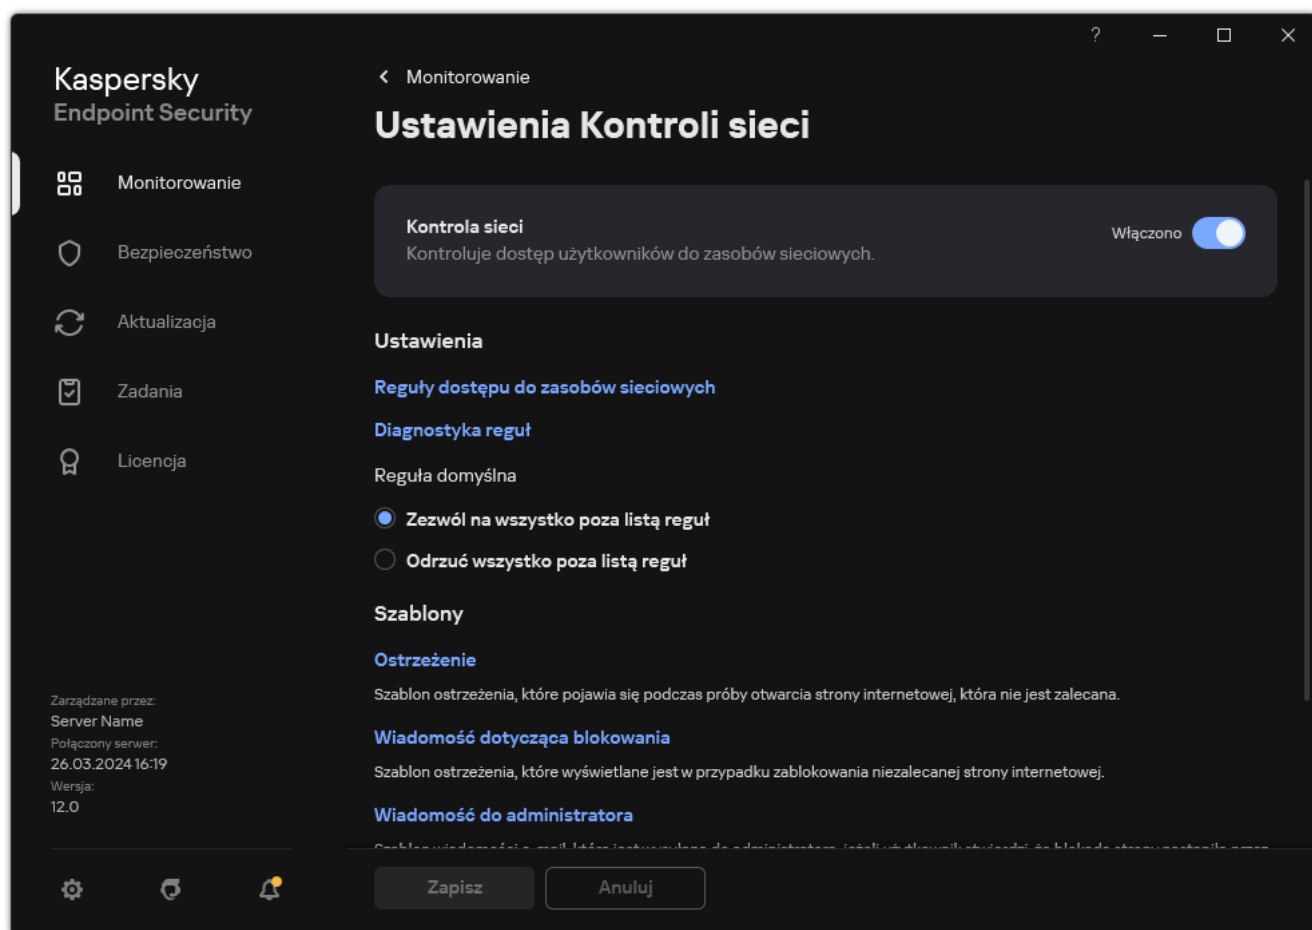 ?
Kaspersky
Endpoint Security
Monitorowanie
Bezpieczeństwo
Aktualizacja
Zadania
Licencja
Zarządzane przez:
Server Name
Połączony serwer:
26.03.2024 16:19
Wersja:
12.0
Monitorowanie
Ustawienia Kontroli sieci
Kontrola sieci
Kontroluje dostęp użytkowników do zasobów sieciowych.
Włączono
Ustawienia
Reguły dostępu do zasobów sieciowych
Diagnostyka reguł
Reguła domyślna
Zezwól na wszystko poza listą reguł
Odrzuć wszystko poza listą reguł
Szablony
Ostrzeżenie
Szablon ostrzeżenia, które pojawia się podczas próby otwarcia strony internetowej, która nie jest zalecana.
Wiadomość dotycząca blokowania
Szablon ostrzeżenia, które wyświetlane jest w przypadku zablokowania niezalecanej strony internetowej.
Wiadomość do administratora
Zapisz
Anuluj